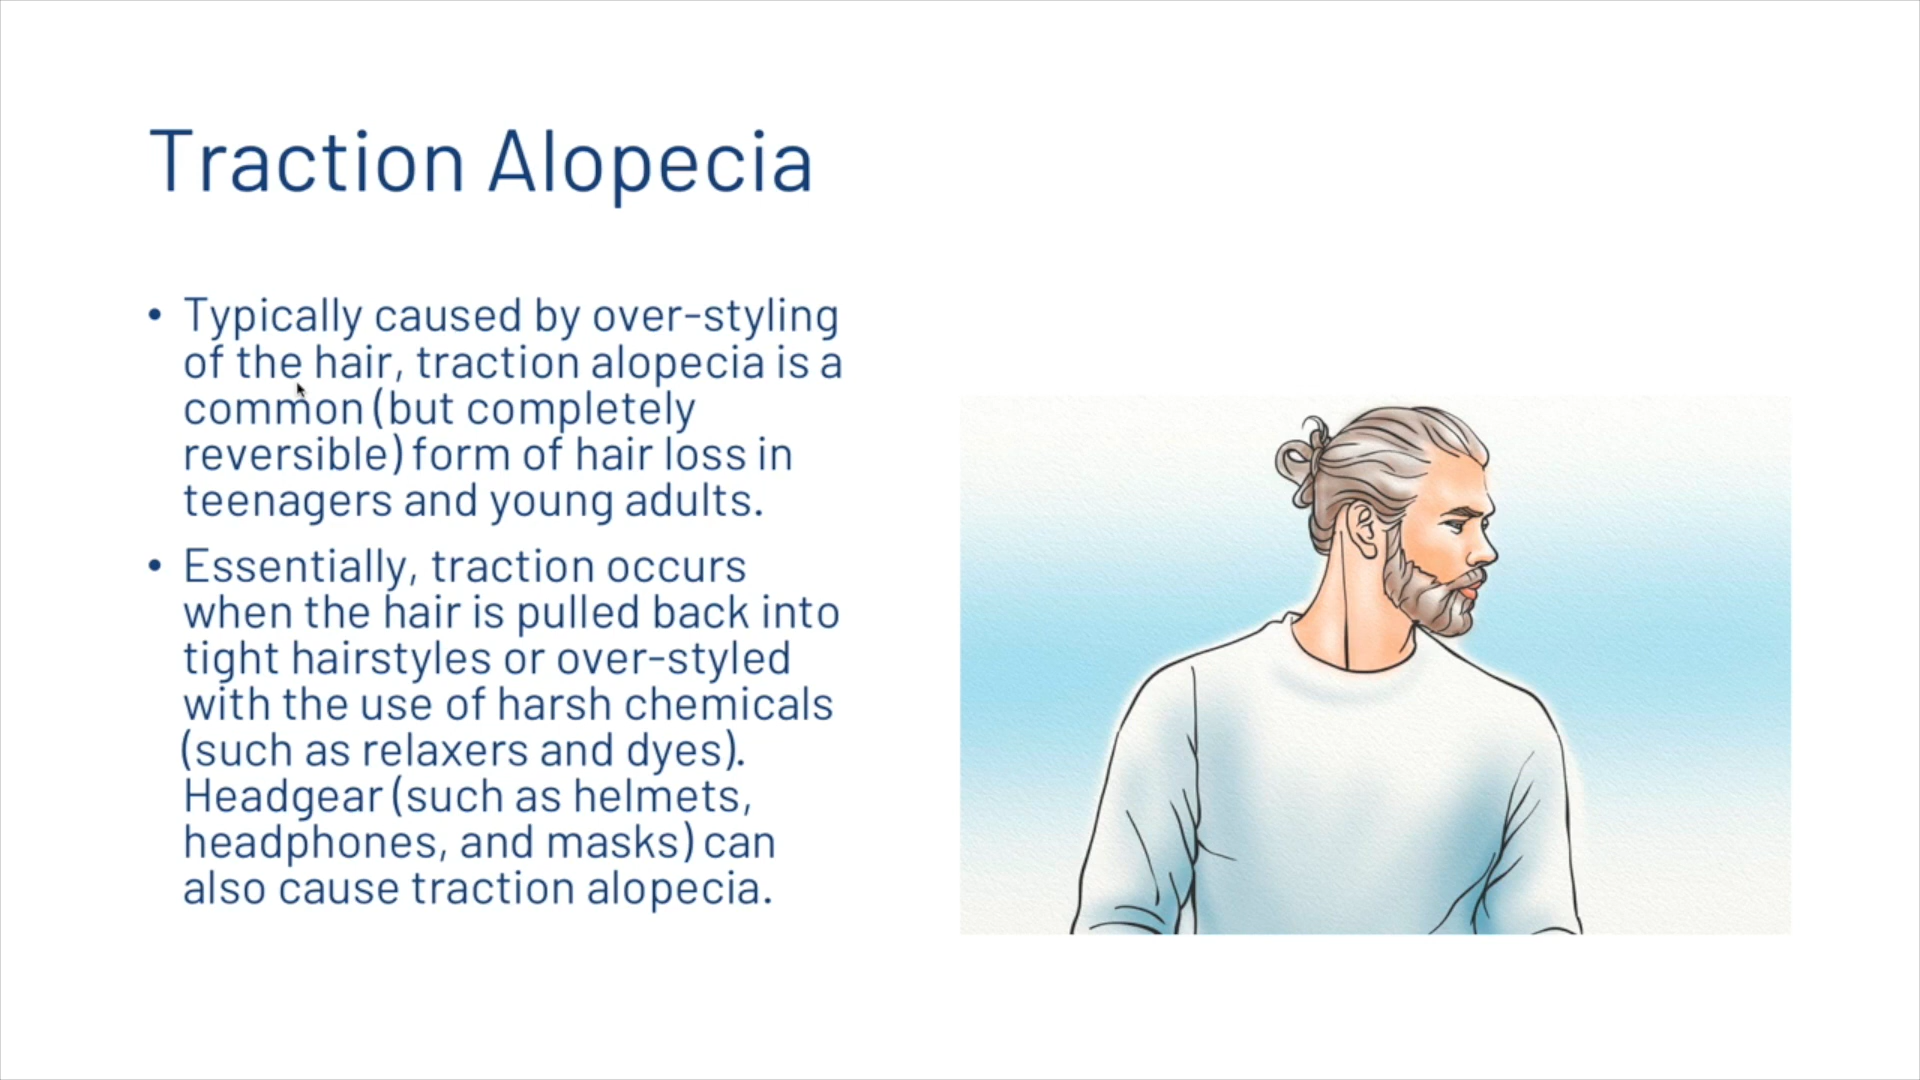 Traction Alopecia
• Typically caused by over-styling
of the hair, traction alopecia is a
common (but completely
reversible) form of hair loss in
teenagers and young adults.
• Essentially, traction occurs
when the hair is pulled back into
tight hairstyles or over-styled
with the use of harsh chemicals
(such as relaxers and dyes).
Headgear (such as helmets,
headphones, and masks) can
also cause traction alopecia.